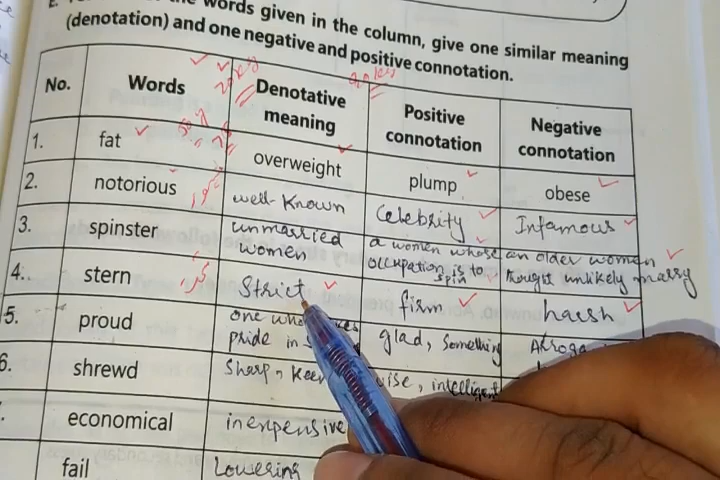 words given in the column, give one similar meaning
(denotation) and one negative and positive connotation.
No. Words Denotative meaning Positive connotation Negative connotation
1. fat overweight plump obese
2. notorious well-known Celebrity Infamous
3. spinster unmarried women a women whose occupation is to spin an older women thought unlikely marry
4. stern Strict firm harsh
5. proud one who pride in glad, something
6. shrewd Sharp, Keen wise, intelligent
economical inexpensive
fail Lowering